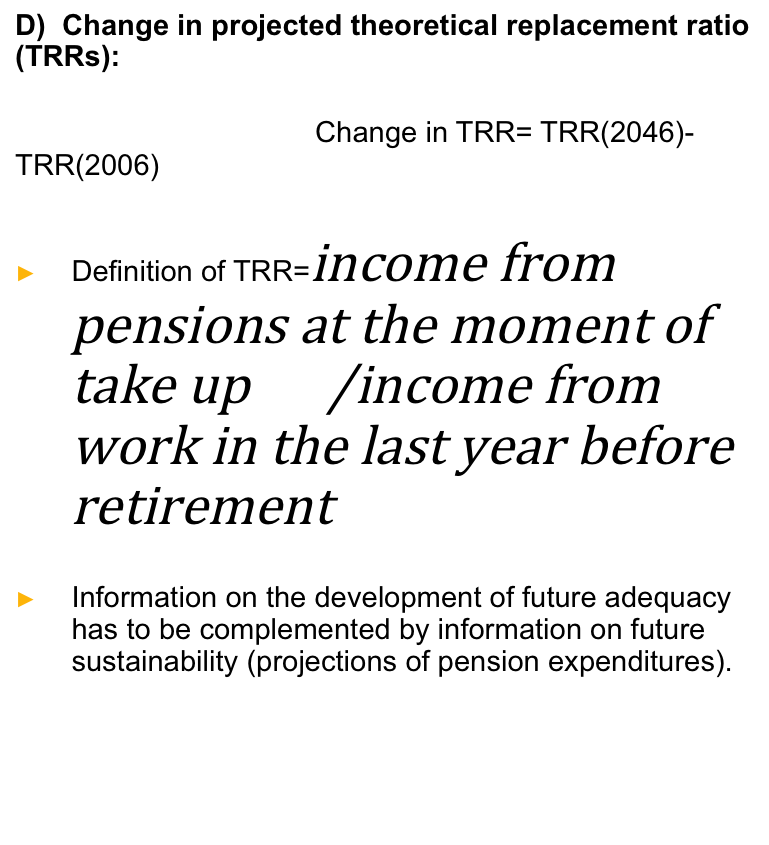 D)  Change in projected theoretical replacement ratio
(TRRs):
Change in TRR= TRR(2046)-
TRR(2006)
► Definition of TRR=income from
pensions at the moment of
take up /income from
work in the last year before
retirement
► Information on the development of future adequacy
has to be complemented by information on future
sustainability (projections of pension expenditures).